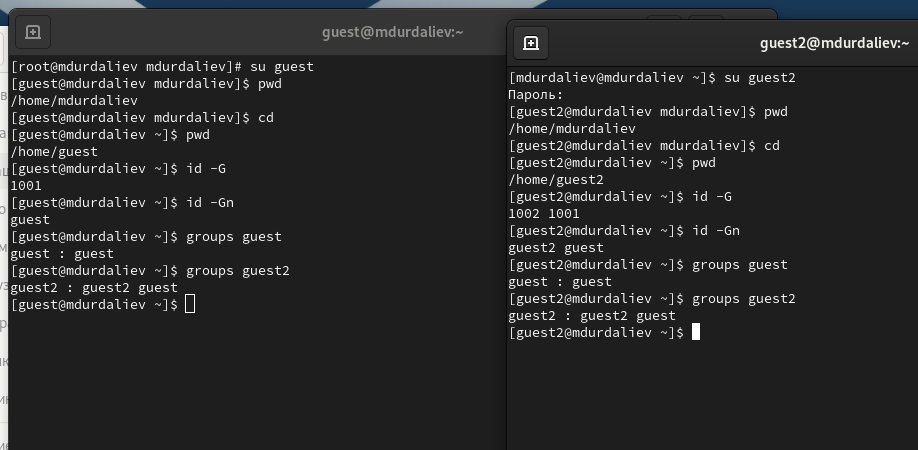 guest@mdurdaliev:~
[root@mdurdaliev mdurdaliev]# su guest
[guest@mdurdaliev mdurdaliev]$ pwd
/home/mdurdaliev
[guest@mdurdaliev mdurdaliev]$ cd
[guest@mdurdaliev ~]$ pwd
/home/guest
[guest@mdurdaliev ~]$ id -G
1001
[guest@mdurdaliev ~]$ id -Gn
guest
[guest@mdurdaliev ~]$ groups guest
guest : guest
[guest@mdurdaliev ~]$ groups guest2
guest2 : guest2 guest
[guest@mdurdaliev ~]$
guest2@mdurdaliev:~
[mdurdaliev@mdurdaliev ~]$ su guest2
Пароль:
[guest2@mdurdaliev mdurdaliev]$ pwd
/home/mdurdaliev
[guest2@mdurdaliev mdurdaliev]$ cd
[guest2@mdurdaliev ~]$ pwd
/home/guest2
[guest2@mdurdaliev ~]$ id -G
1002 1001
[guest2@mdurdaliev ~]$ id -Gn
guest2 guest
[guest2@mdurdaliev ~]$ groups guest
guest : guest
[guest2@mdurdaliev ~]$ groups guest2
guest2 : guest2 guest
[guest2@mdurdaliev ~]$